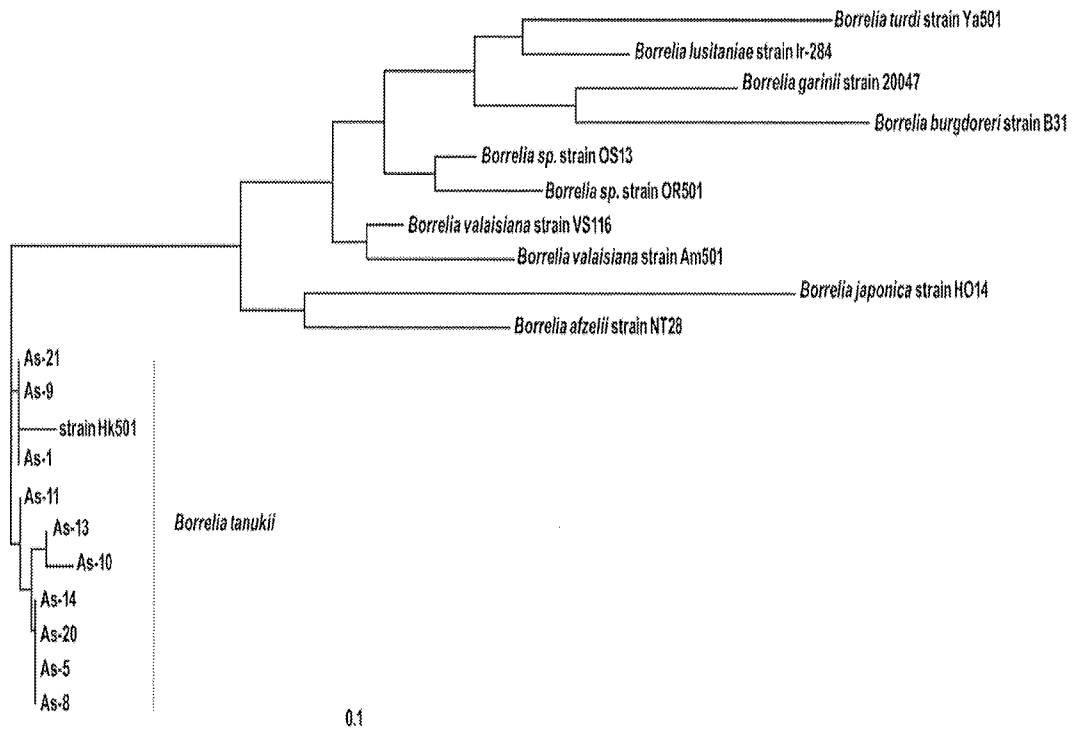 Borrelia turdi strain Ya501
Borrelia lusitaniae strain Ir-284
Borrelia garinii strain 20047
Borrelia burgdoreri strain B31
Borrelia sp. strain OS13
Borrelia sp. strain OR501
Borrelia valaisiana strain VS116
Borrelia valaisiana strain Am501
Borrelia japonica strain HO14
Borrelia afzelii strain NT28
As-21
As-9
strain Hk501
As-1
As-11
Borrelia tanukii
As-13
As-10
As-14
As-20
As-5
As-8
0.1